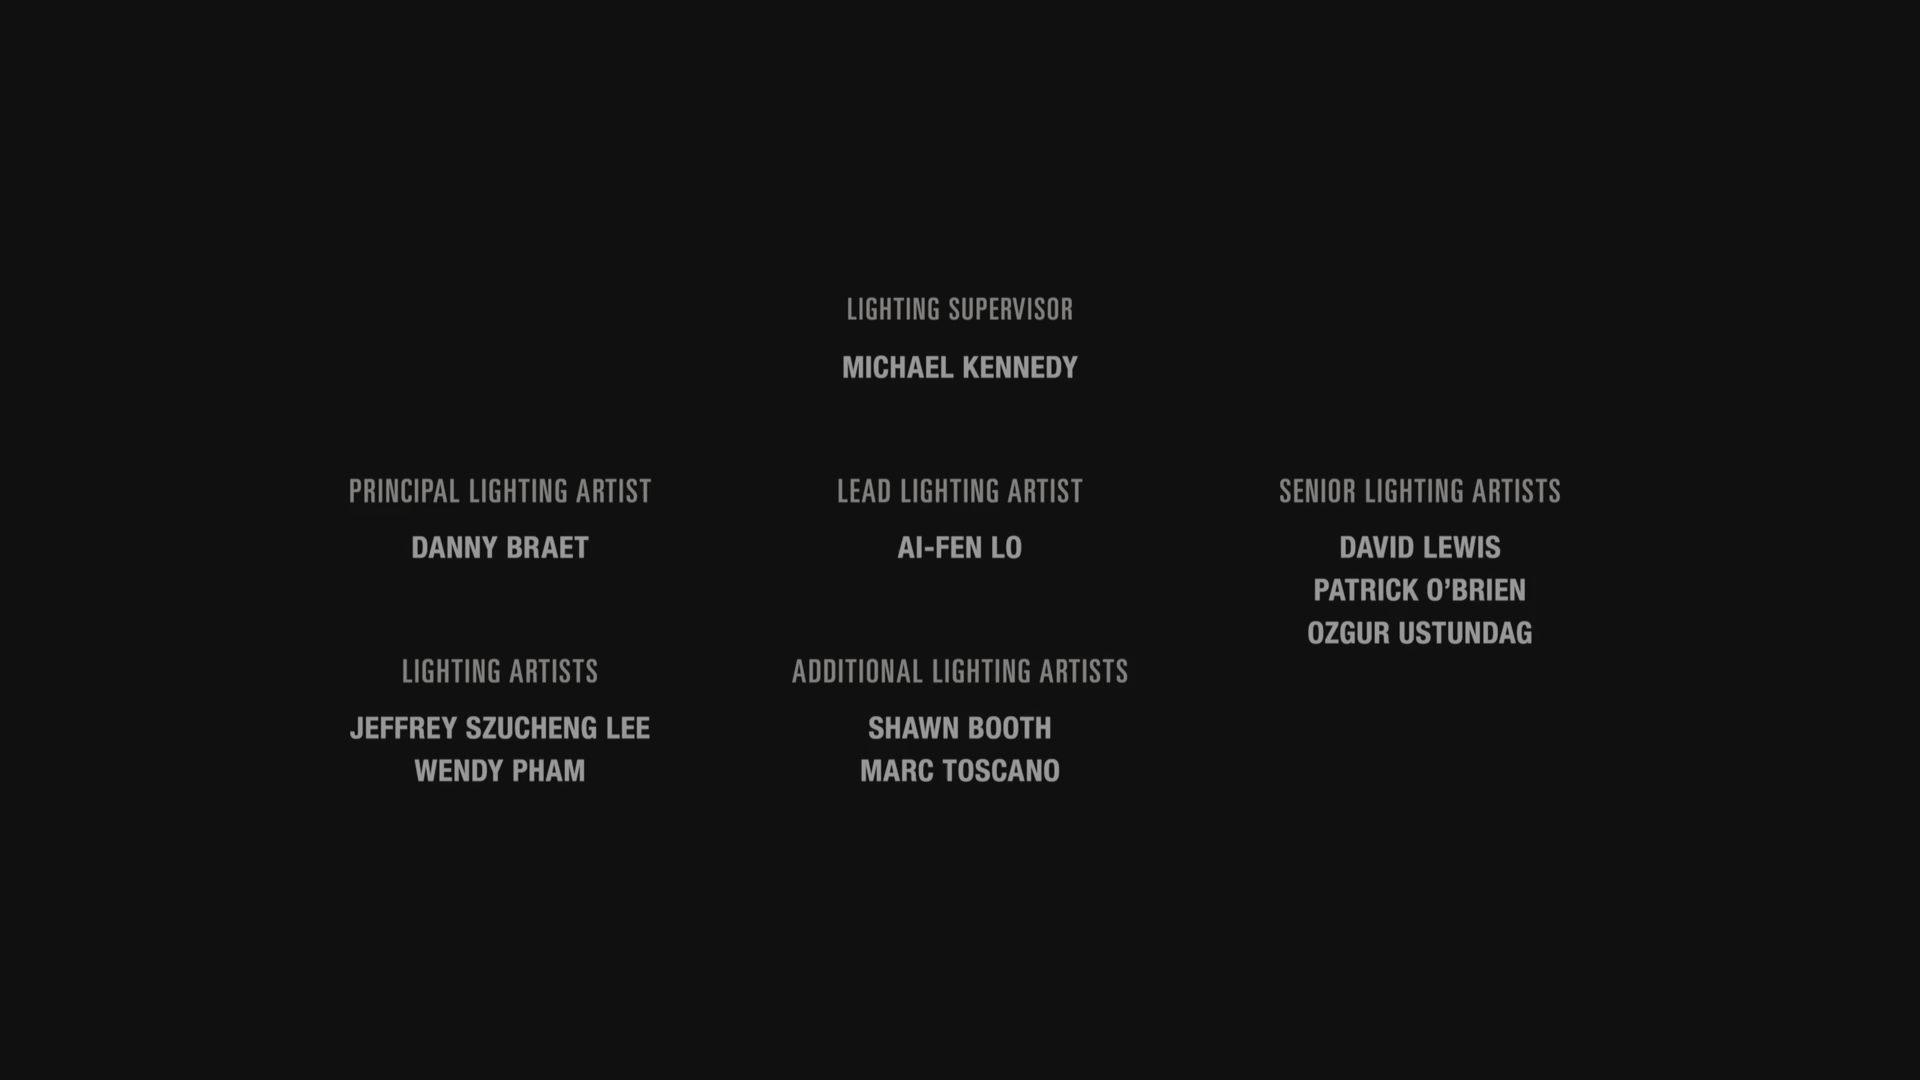 LIGHTING SUPERVISOR
MICHAEL KENNEDY
PRINCIPAL LIGHTING ARTIST
DANNY BRAET
LEAD LIGHTING ARTIST
AI-FEN LO
SENIOR LIGHTING ARTISTS
DAVID LEWIS
PATRICK O’BRIEN
OZGUR USTUNDAG
LIGHTING ARTISTS
JEFFREY SZUCHENG LEE
WENDY PHAM
ADDITIONAL LIGHTING ARTISTS
SHAWN BOOTH
MARC TOSCANO